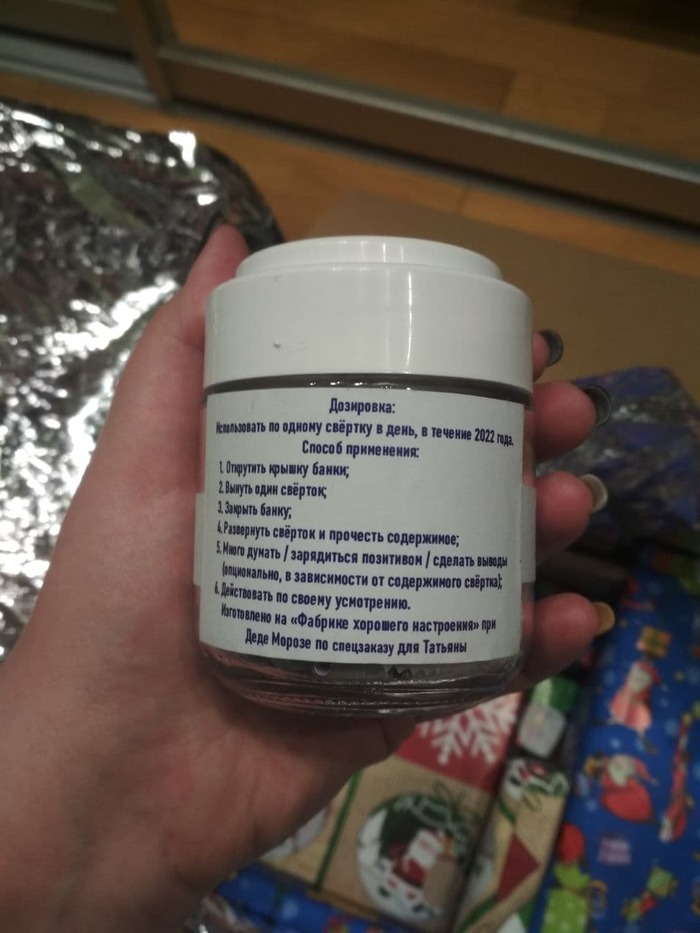 Дозировка:
Использовать по одному свёртку в день, в течение 2022 года.
Способ применения:
1. Открутить крышку банки;
2. Вынуть один свёрток;
3. Закрыть банку;
4. Развернуть свёрток и прочесть содержимое;
5. Много думать / зарядиться позитивом / сделать выводы
(опционально, в зависимости от содержимого свёртка);
6. Действовать по своему усмотрению.
Изготовлено на «Фабрике хорошего настроения» при
Деде Морозе по спецзаказу для Татьяны